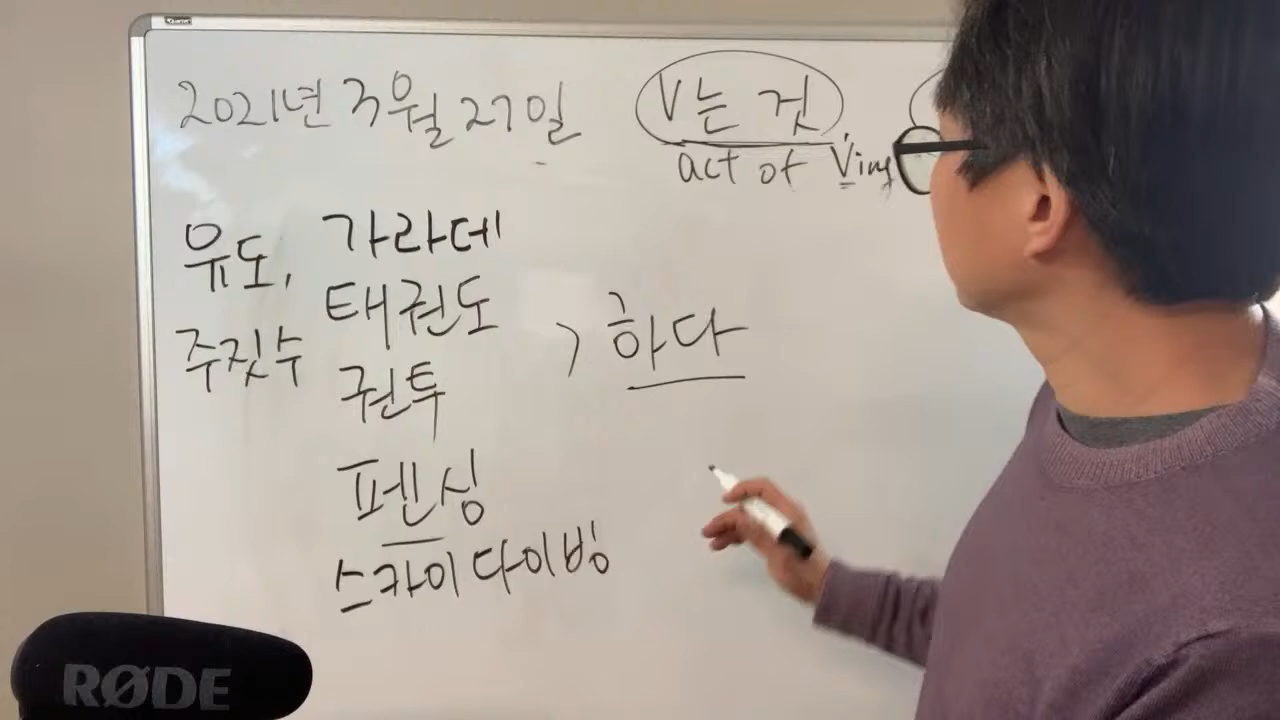 2021년 3월 27일
V는 것
act of Ving
유도, 가라데
태권도
주짓수
권투
, 하다
펜싱
스카이 다이빙
RØDE